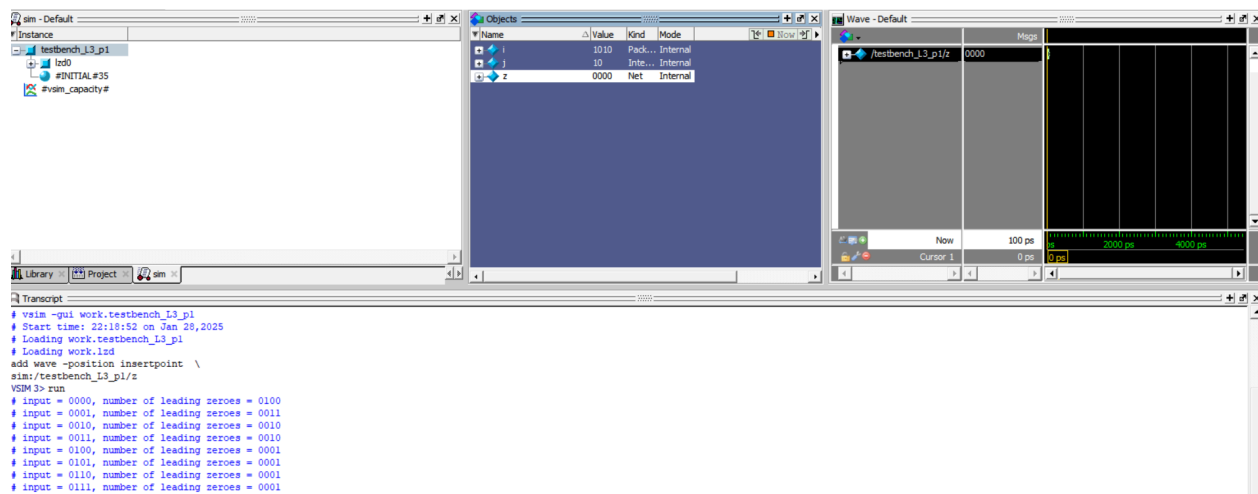 sim - Default
Instance
testbench_L3_p1
lzd0
#INITIAL#35
#vsim_capacity#
Library
Project
sim
Objects
Now
Name Value Kind Mode
i 1010 Pack... Internal
j 10 Inte... Internal
z 0000 Net Internal
Wave - Default
Msgs
/testbench_L3_p1/z 0000
Now 100 ps
Cursor 1 0 ps
ps 2000 ps 4000 ps
0 ps
Transcript
# vsim -gui work.testbench_L3_p1
# Start time: 22:18:52 on Jan 28,2025
# Loading work.testbench_L3_p1
# Loading work.lzd
add wave -position insertpoint \
sim:/testbench_L3_p1/z
VSIM 3> run
# input = 0000, number of leading zeroes = 0100
# input = 0001, number of leading zeroes = 0011
# input = 0010, number of leading zeroes = 0010
# input = 0011, number of leading zeroes = 0010
# input = 0100, number of leading zeroes = 0001
# input = 0101, number of leading zeroes = 0001
# input = 0110, number of leading zeroes = 0001
# input = 0111, number of leading zeroes = 0001